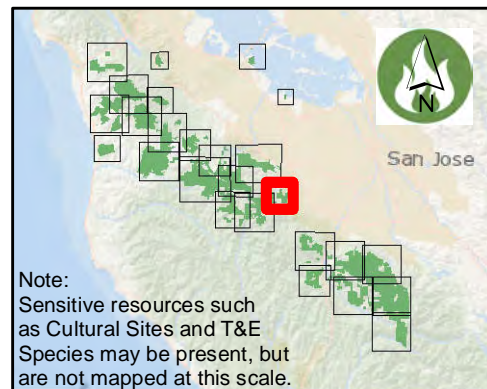 N
San Jose
Note:
Sensitive resources such
as Cultural Sites and T&E
Species may be present, but
are not mapped at this scale.